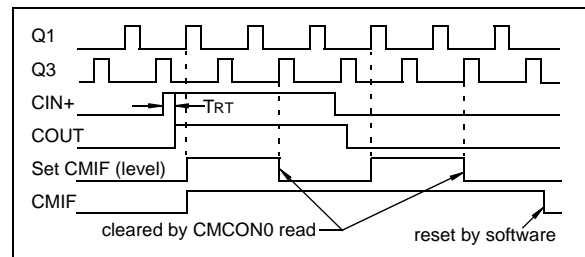 Q1
Q3
CIN+
TRT
COUT
Set CMIF (level)
CMIF
cleared by CMCON0 read
reset by software